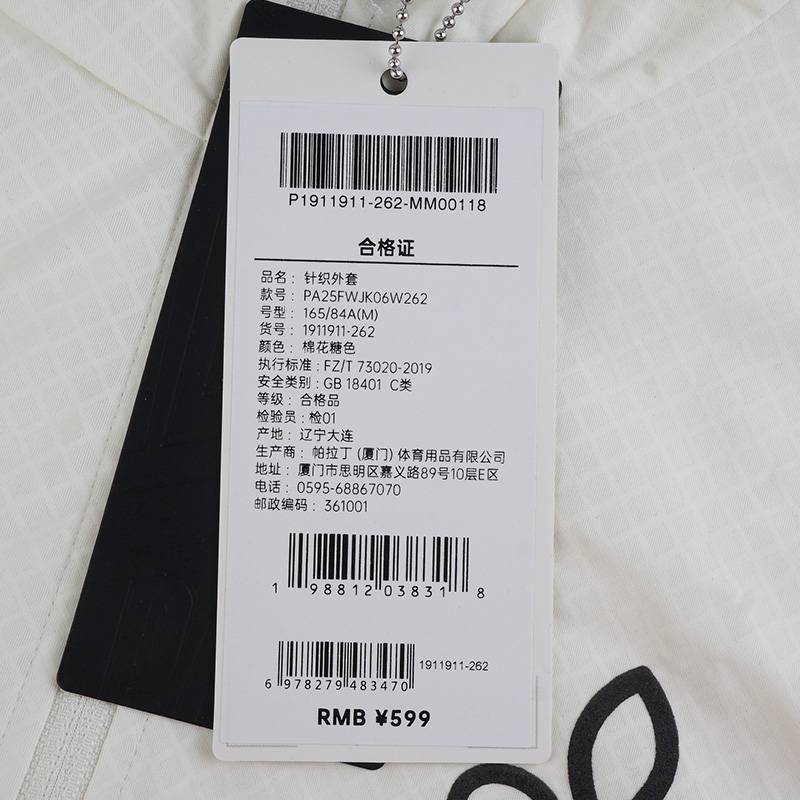 P1911911-262-MM00118
合格证
品名：针织外套
款号：PA25FWJK06W262
号型：165/84A(M)
货号：1911911-262
颜色：棉花糖色
执行标准：FZ/T 73020-2019
安全类别：GB 18401 C类
等级：合格品
检验员：检01
产地：辽宁大连
生产商：帕拉丁（厦门）体育用品有限公司
地址：厦门市思明区嘉义路89号10层E区
电话：0595-68867070
邮政编码：361001
1 98812 03831 8
1911911-262
6 978279 483470
RMB ¥599